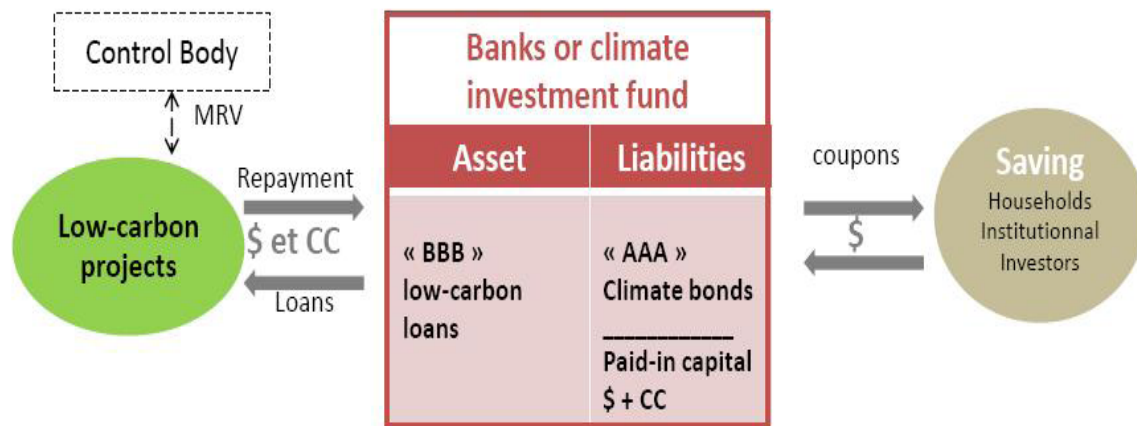 Control Body
MRV
Low-carbon
projects
Repayment
$ et CC
Loans
Banks or climate
investment fund
Asset
Liabilities
« BBB »
low-carbon
loans
« AAA »
Climate bonds
____________
Paid-in capital
$ + CC
coupons
$
Saving
Households
Institutionnal
Investors